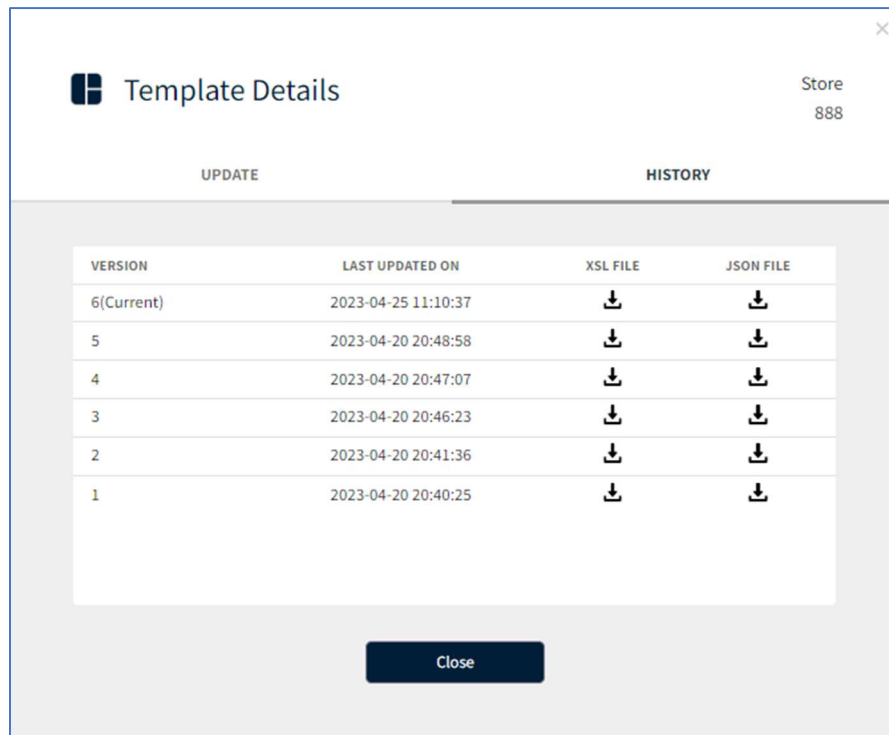 Template Details
Store
888
UPDATE HISTORY
VERSION LAST UPDATED ON XSL FILE JSON FILE
6(Current) 2023-04-25 11:10:37
5 2023-04-20 20:48:58
4 2023-04-20 20:47:07
3 2023-04-20 20:46:23
2 2023-04-20 20:41:36
1 2023-04-20 20:40:25
Close